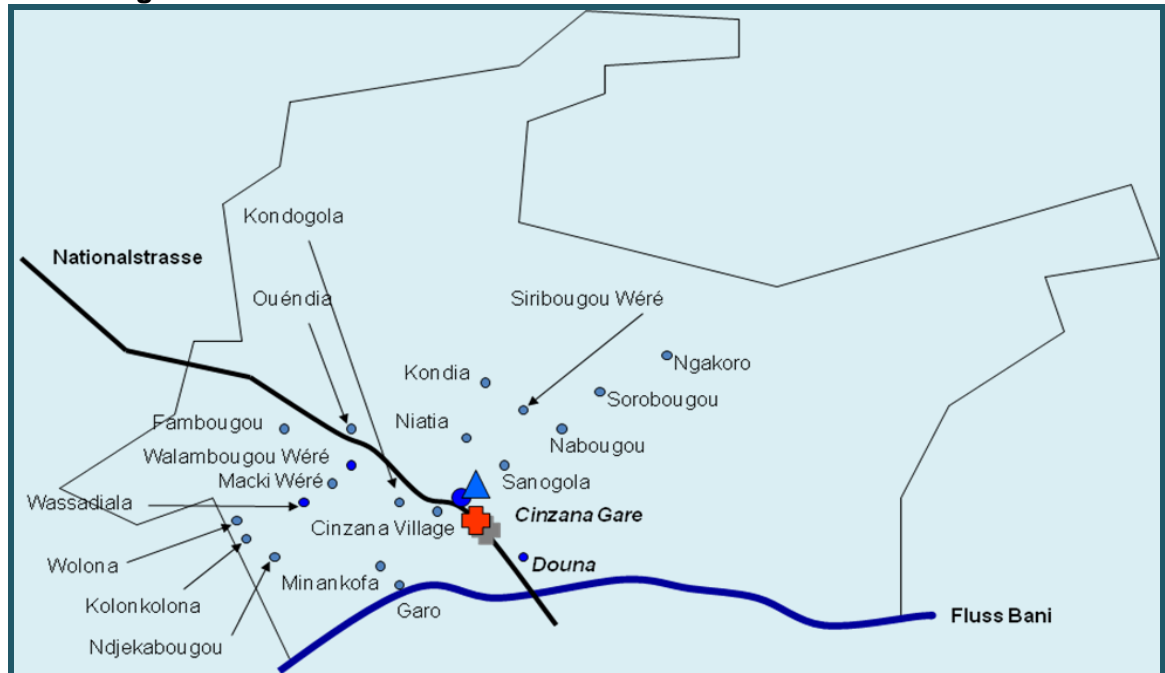 Kondogola
Nationalstrasse
Ouéndia
Siribougou Wéré
Ngakoro
Kondia
Sorobougou
Fambougou
Niatia
Nabougou
Walambougou Wéré
Macki Wéré
Sanogola
Wassadiala
Cinzana Gare
Cinzana Village
Wolona
Douna
Minankofa
Kolonkolona
Garo
Fluss Bani
Ndjekabougou